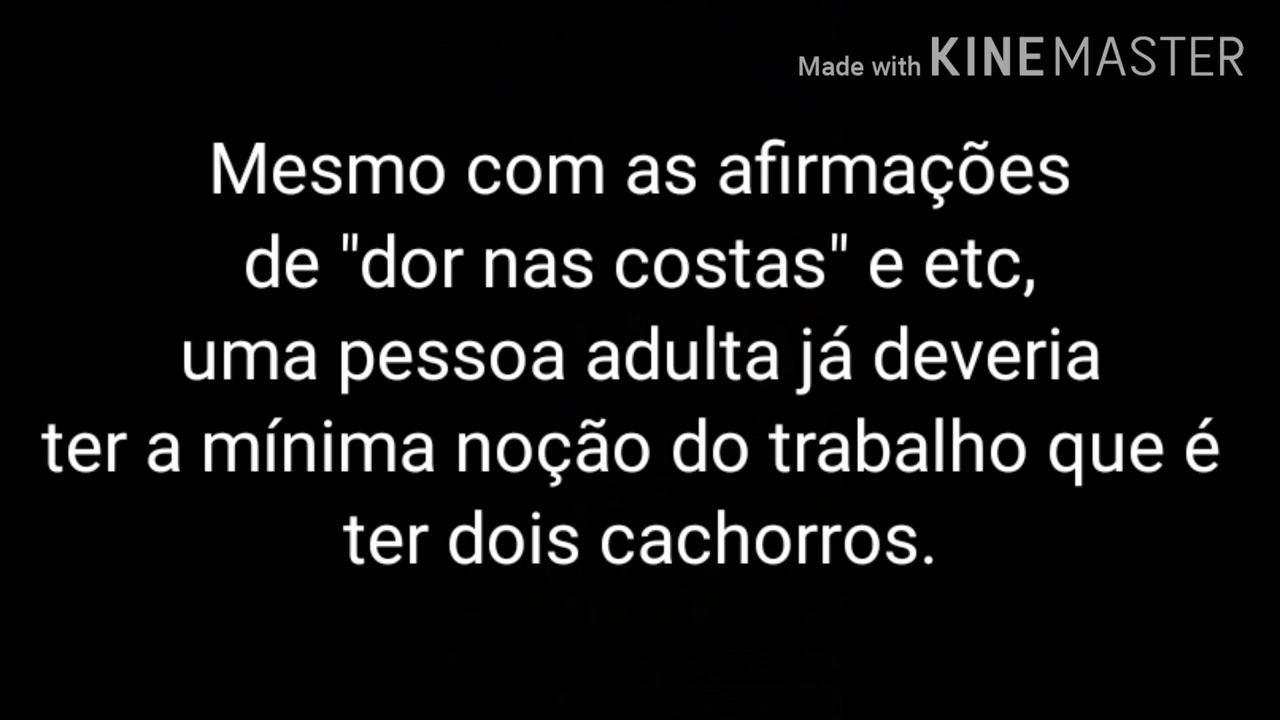 Made with KINEMASTER
Mesmo com as afirmações
de "dor nas costas" e etc,
uma pessoa adulta já deveria
ter a mínima noção do trabalho que é
ter dois cachorros.